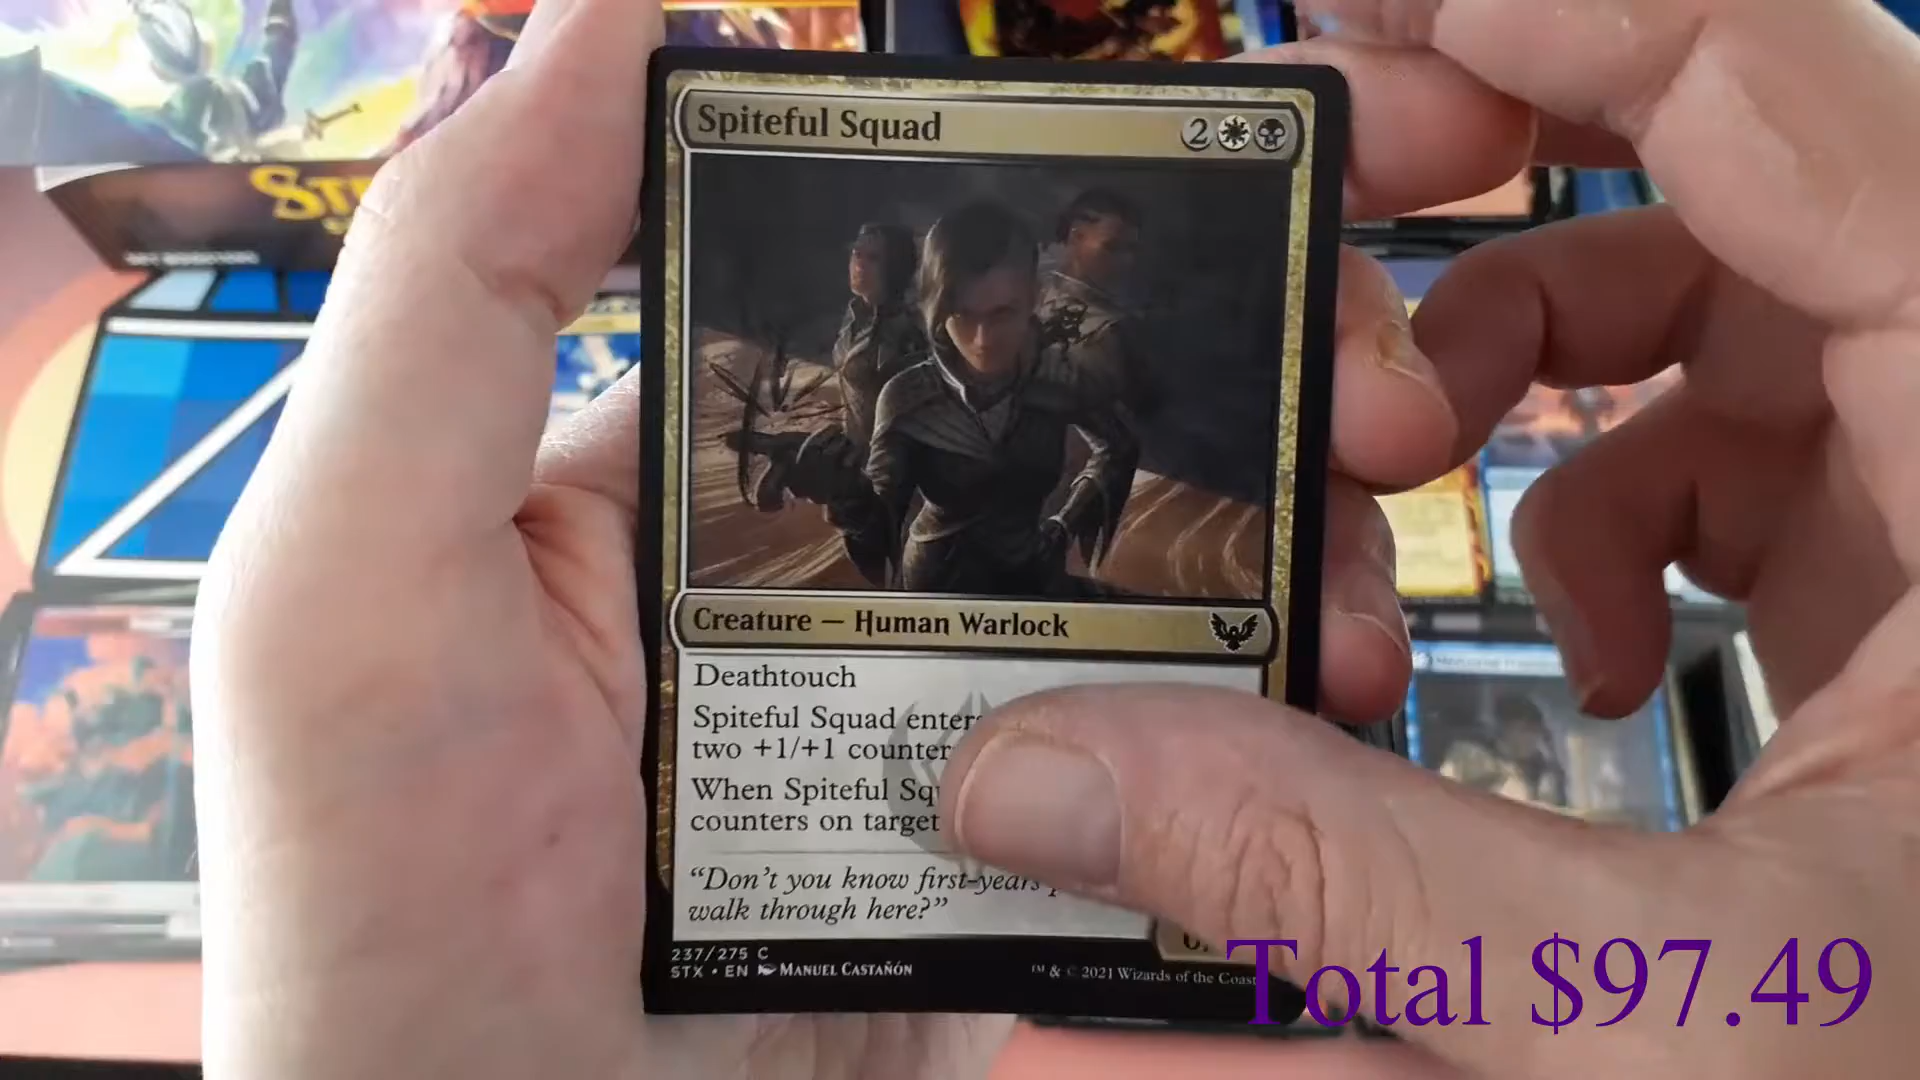 Spiteful Squad
2
Creature — Human Warlock
Deathtouch
Spiteful Squad enters
two +1/+1 counter
When Spiteful Squ
counters on target
“Don’t you know first-years
walk through here?”
237/275 C
STX • EN MANUEL CASTAÑÓN
™ & © 2021 Wizards of the Coast
Total $97.49